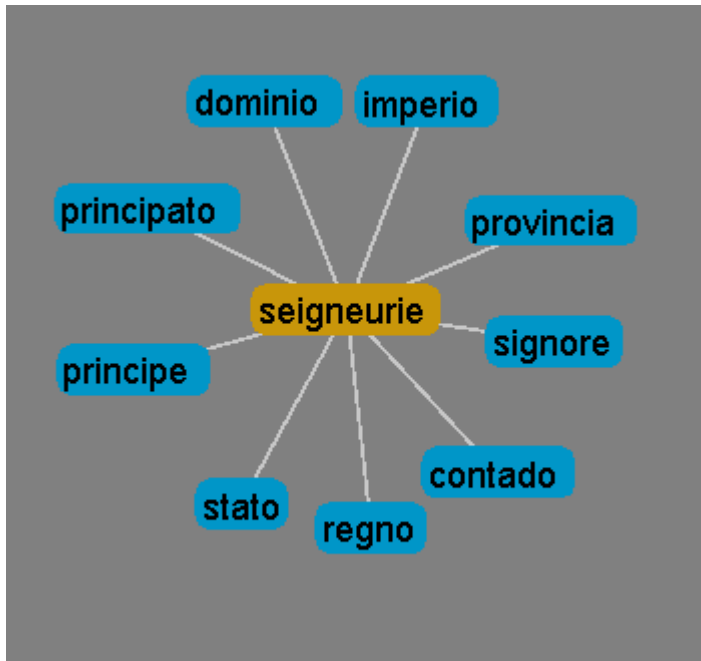 dominio
imperio
principato
provincia
seigneurie
signore
principe
contado
stato
regno